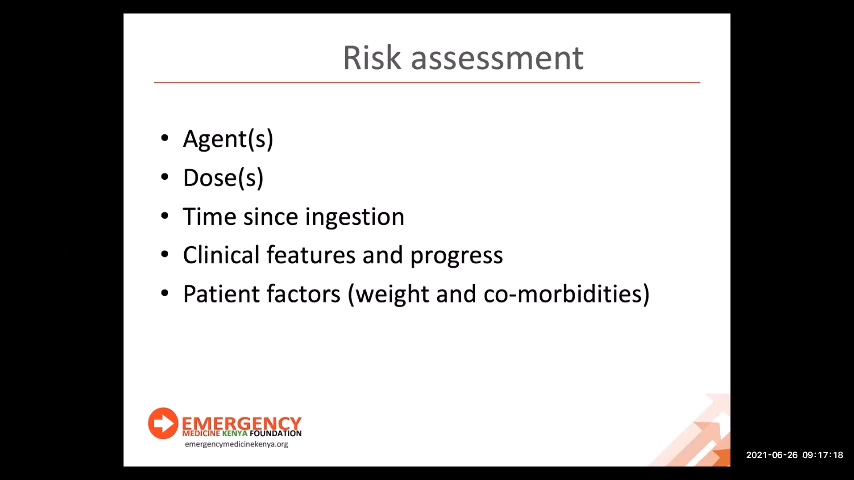 Risk assessment
• Agent(s)
• Dose(s)
• Time since ingestion
• Clinical features and progress
• Patient factors (weight and co-morbidities)
EMERGENCY
MEDICINE KENYA FOUNDATION
emergencymedicinekenya.org
2021-06-26 09:17:18